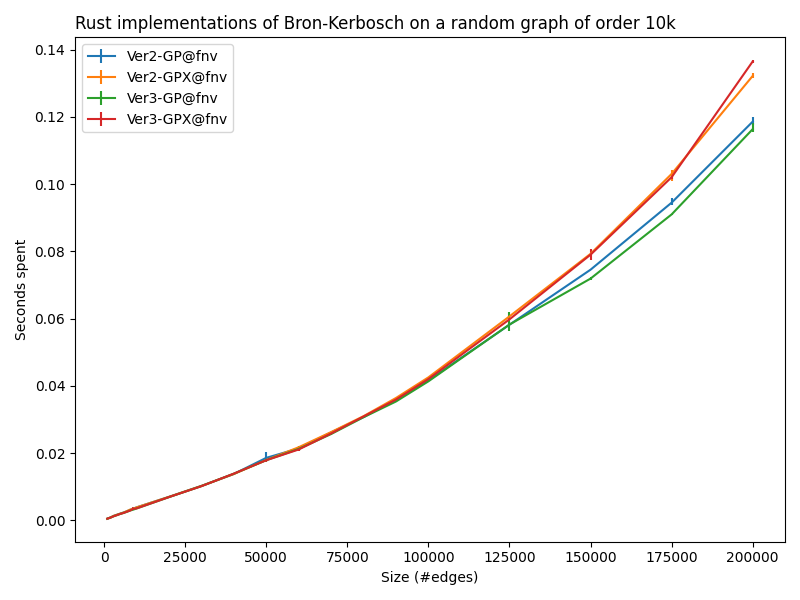 Rust implementations of Bron-Kerbosch on a random graph of order 10k
Ver2-GP@fnv
Ver2-GPX@fnv
Ver3-GP@fnv
Ver3-GPX@fnv
Seconds spent
0.14
0.12
0.10
0.08
0.06
0.04
0.02
0.00
0 25000 50000 75000 100000 125000 150000 175000 200000
Size (#edges)